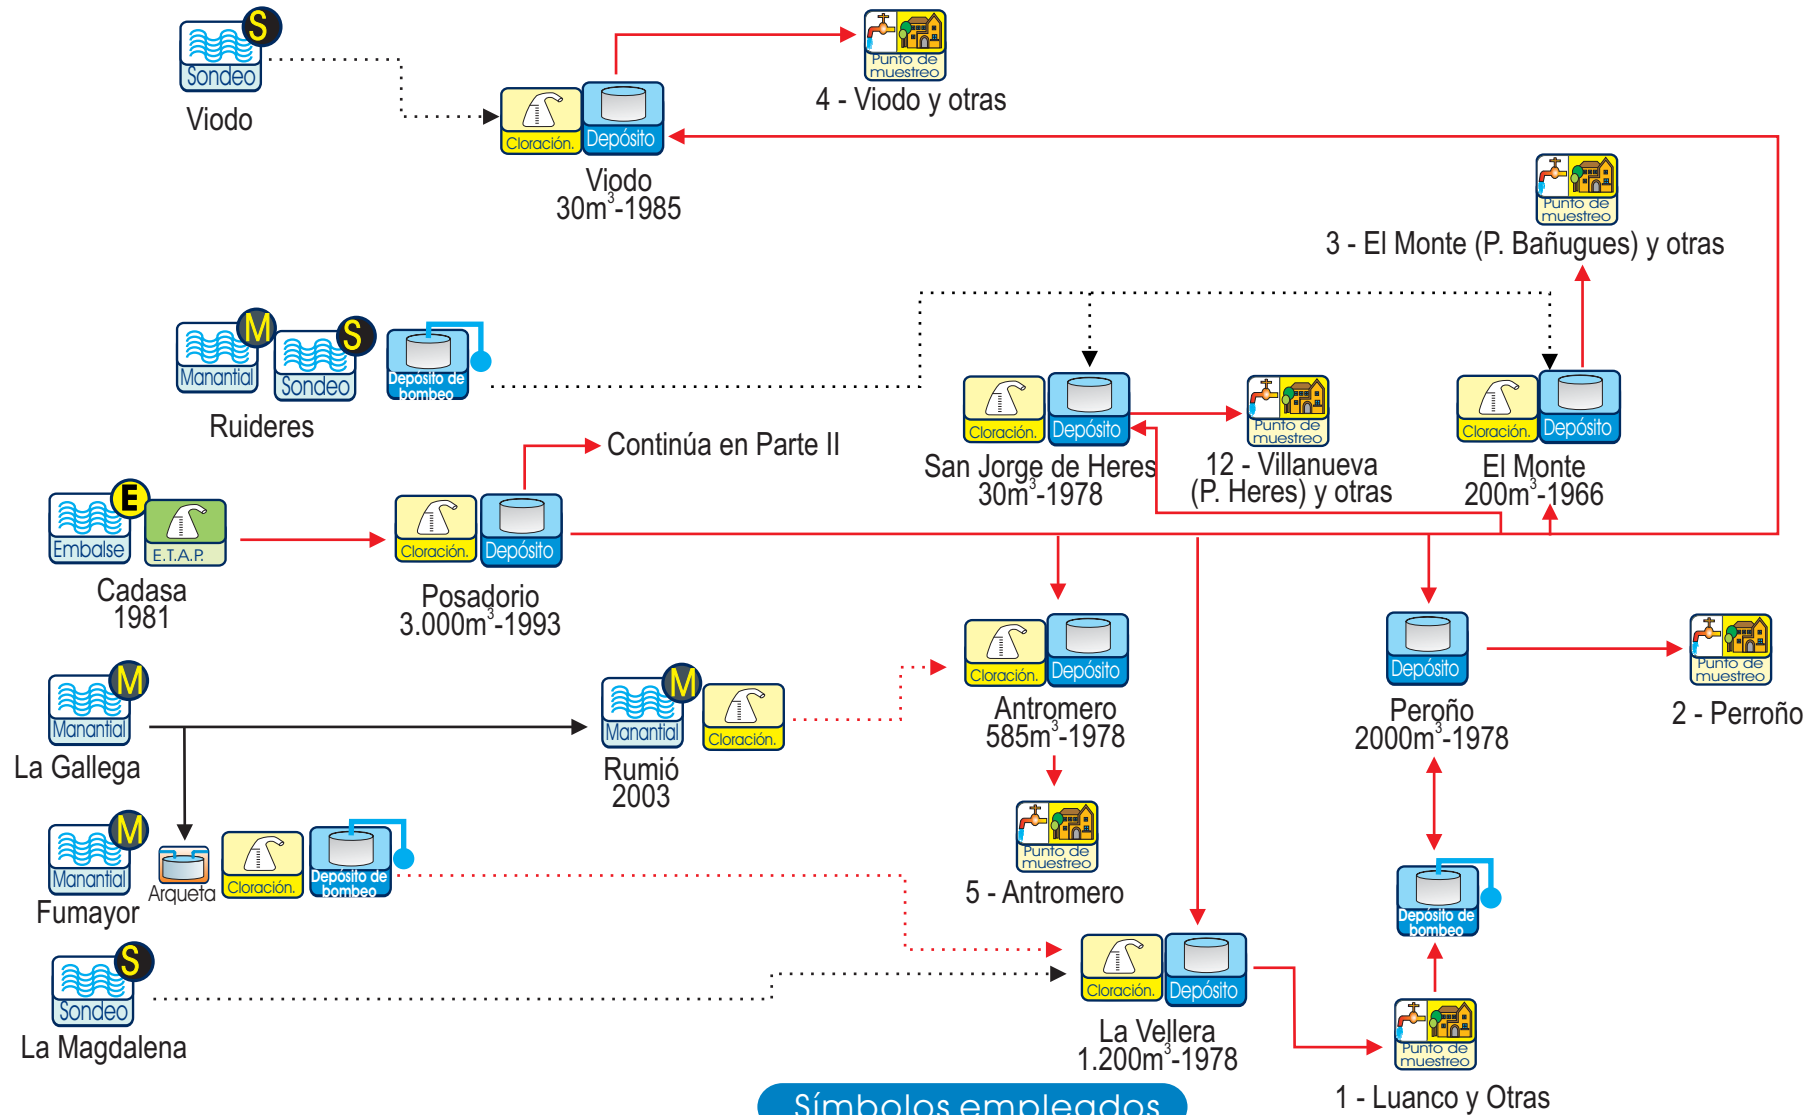 S
Sondeo
Viodo
Cloración.
Depósito
Viodo
30m³-1985
Punto de
muestreo
4 - Viodo y otras
Punto de
muestreo
3 - El Monte (P. Bañugues) y otras
M
Manantial
S
Sondeo
Depósito de
bombeo
Ruideres
Cloración.
Depósito
San Jorge de Heres
30m³-1978
Punto de
muestreo
12 - Villanueva
(P. Heres) y otras
Cloración.
Depósito
El Monte
200m³-1966
Continúa en Parte II
E
Embalse
E.T.A.P.
Cadasa
1981
Cloración.
Depósito
Posadorio
3.000m³-1993
M
Manantial
La Gallega
M
Manantial
Cloración.
Rumió
2003
Cloración.
Depósito
Antromero
585m³-1978
Punto de
muestreo
5 - Antromero
Depósito
Peroño
2000m³-1978
Punto de
muestreo
2 - Perroño
M
Manantial
Fumayor
Arqueta
Cloración.
Depósito de
bombeo
Depósito de
bombeo
S
Sondeo
La Magdalena
Cloración.
Depósito
La Vellera
1.200m³-1978
Punto de
muestreo
1 - Luanco y Otras
Símbolos empleados